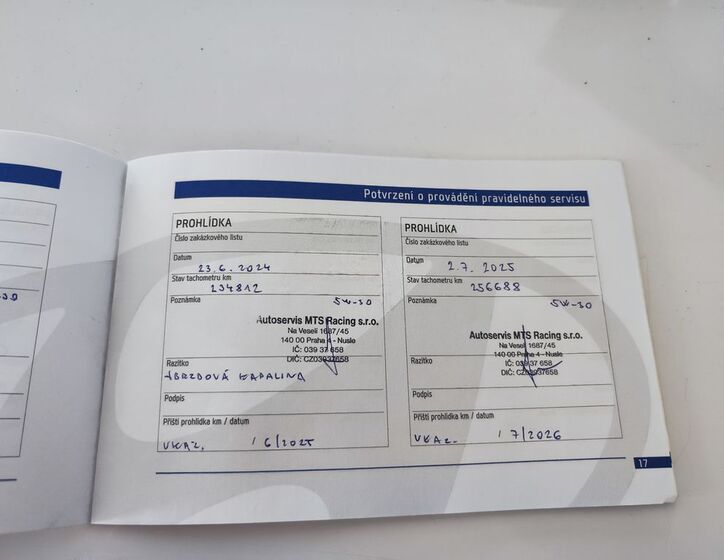 Potvrzení o provádění pravidelného servisu
PROHLÍDKA
Číslo zakázkového listu
Datum
23.6.2024
Stav tachometru km
234812
Poznámka
5W-30
Autoservis MTS Racing s.r.o.
Na Veselí 1687/45
140 00 Praha 4 - Nusle
IČ: 039 37 658
DIČ: CZ03937658
Razítko
+BRZDOVÁ KAPALINA
Podpis
Příští prohlídka km / datum
UKAZ. / 6/2025
PROHLÍDKA
Číslo zakázkového listu
Datum
2.7.2025
Stav tachometru km
256688
Poznámka
5W-30
Autoservis MTS Racing s.r.o.
Na Veselí 1687/45
140 00 Praha 4 - Nusle
IČ: 039 37 658
DIČ: CZ03937658
Razítko
Podpis
Příští prohlídka km / datum
UKAZ. / 7/2026
17